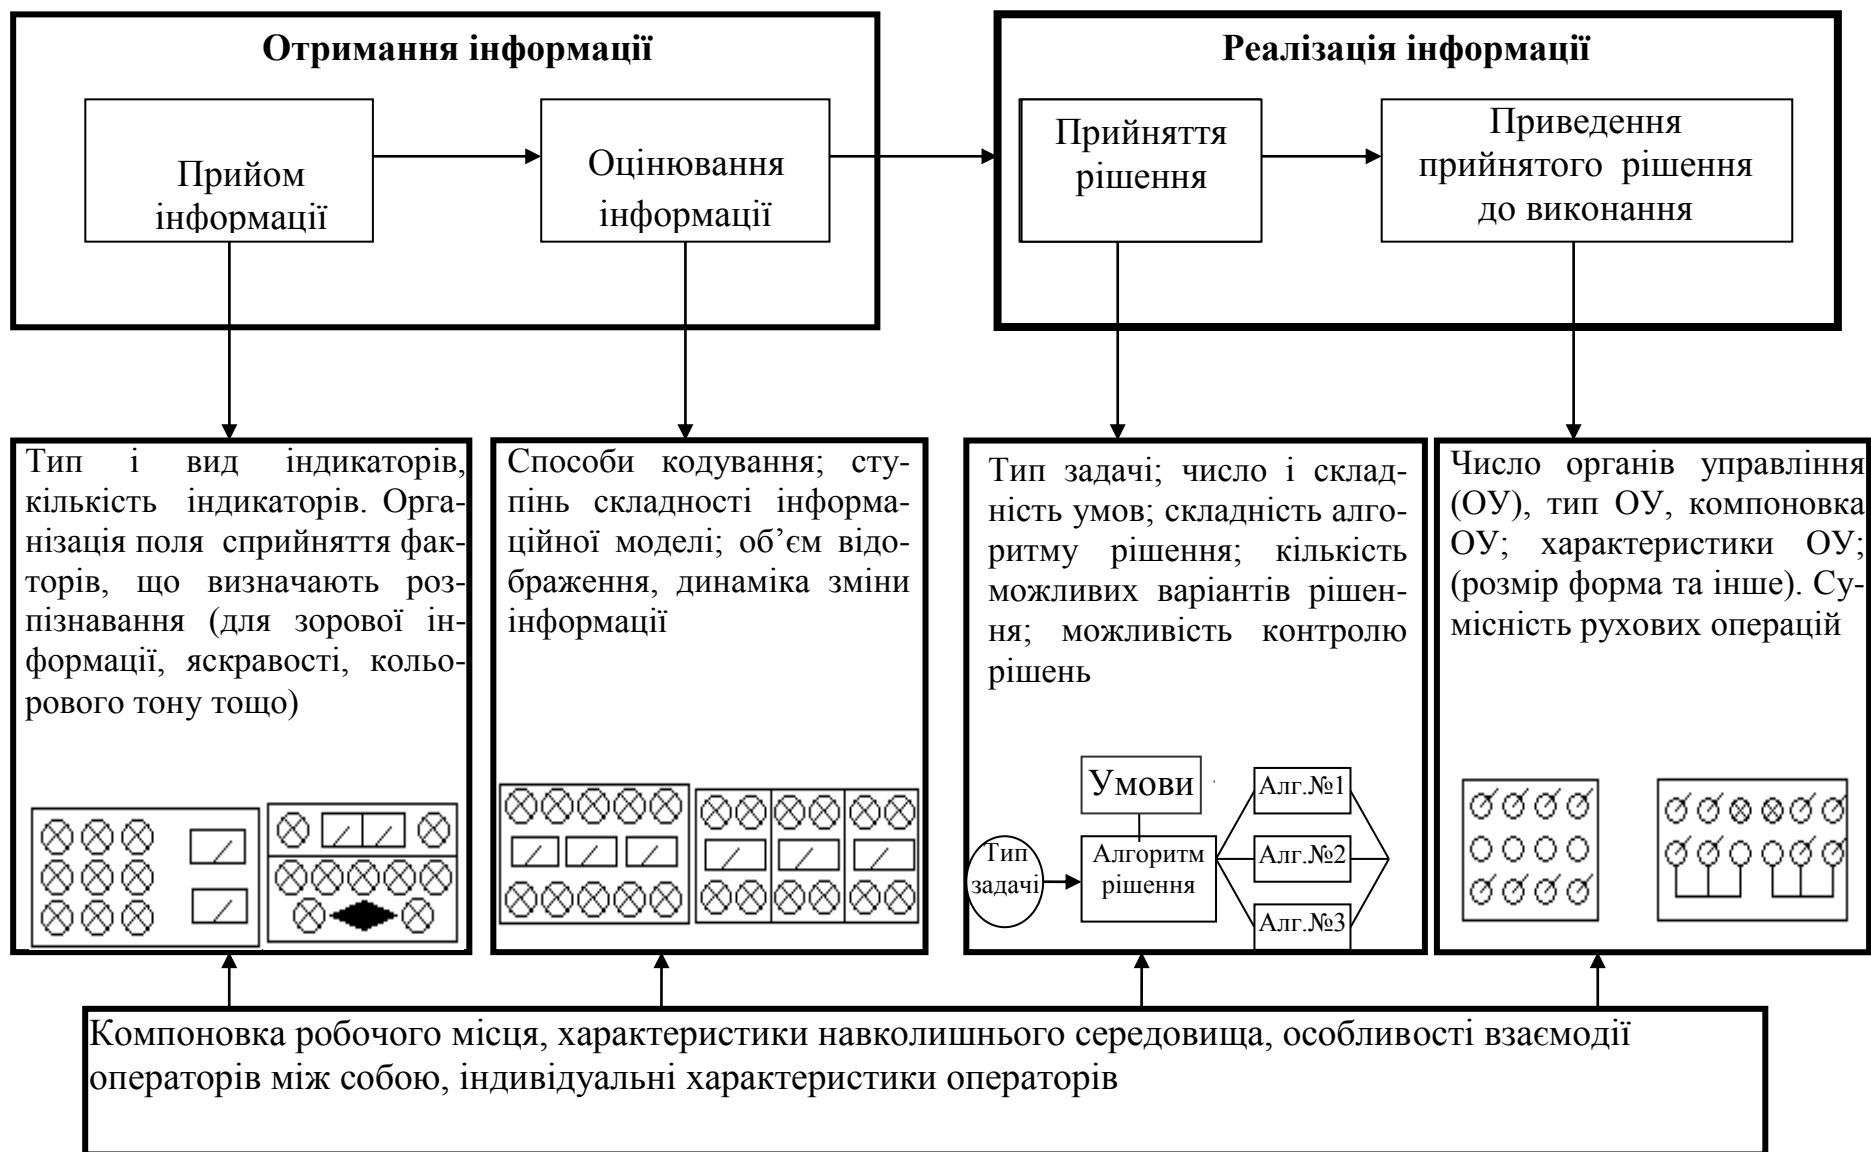 Отримання інформації
Прийом
інформації
Оцінювання
інформації
Реалізація інформації
Прийняття
рішення
Приведення
прийнятого рішення
до виконання
Тип і вид індикаторів,
кількість індикаторів. Орга-
нізація поля сприйняття фак-
торів, що визначають роз-
пізнавання (для зорової ін-
формації, яскравості, кольо-
рового тону тощо)
Способи кодування; сту-
пінь складності інформа-
ційної моделі; об’єм відо-
браження, динаміка зміни
інформації
Тип задачі; число і склад-
ність умов; складність алго-
ритму рішення; кількість
можливих варіантів рішен-
ня; можливість контролю
рішень
Умови
Тип
задачі
Алгоритм
рішення
Алг.№1
Алг.№2
Алг.№3
Число органів управління
(ОУ), тип ОУ, компоновка
ОУ; характеристики ОУ;
(розмір форма та інше). Су-
місність рухових операцій
Компоновка робочого місця, характеристики навколишнього середовища, особливості взаємодії
операторів між собою, індивідуальні характеристики операторів